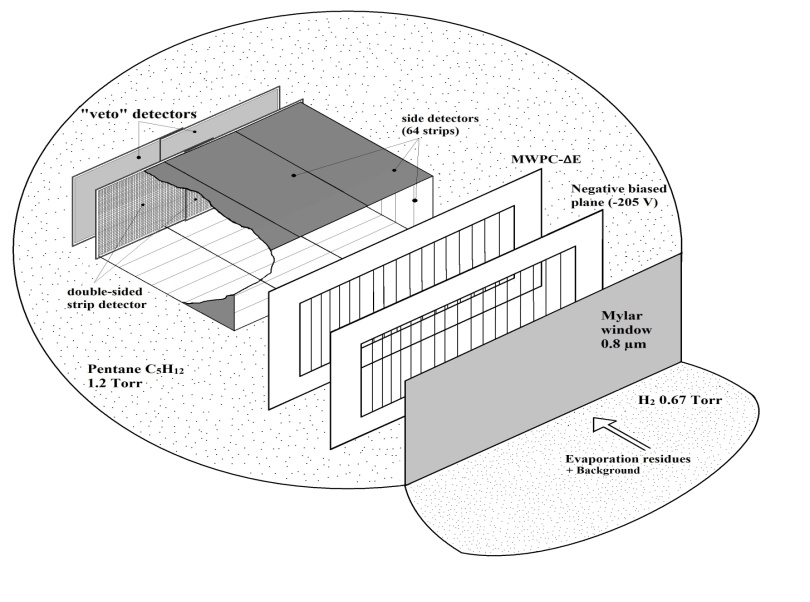 "veto" detectors
side detectors
(64 strips)
MWPC-ΔE
Negative biased
plane (-205 V)
double-sided
strip detector
Mylar
window
0.8 µm
Pentane C₅H₁₂
1.2 Torr
H₂ 0.67 Torr
Evaporation residues
+ Background